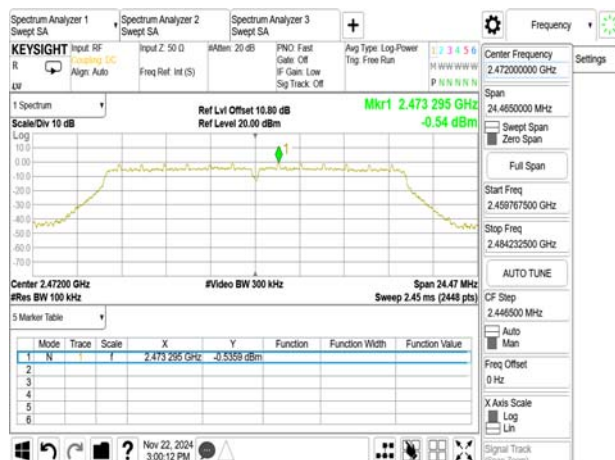 Spectrum Analyzer 1
Swept SA
Spectrum Analyzer 2
Swept SA
Spectrum Analyzer 3
Swept SA
+
Frequency
KEYSIGHT Input: RF
Coupling: DC
Align: Auto
R
LXI
Input Z: 50 Ω
Freq Ref: Int (S)
#Atten: 20 dB
PNO: Fast
Gate: Off
IF Gain: Low
Sig Track: Off
Avg Type: Log-Power
Trig: Free Run
1 2 3 4 5 6
M W W W W W
P N N N N N
Center Frequency
2.472000000 GHz
Settings
Span
24.4650000 MHz
Swept Span
Zero Span
Full Span
Start Freq
2.459767500 GHz
Stop Freq
2.484232500 GHz
AUTO TUNE
CF Step
2.446500 MHz
Auto
Man
Freq Offset
0 Hz
X Axis Scale
Log
Lin
Signal Track
1 Spectrum
Scale/Div 10 dB
Ref Lvl Offset 10.80 dB
Ref Level 20.00 dBm
Mkr1 2.473 295 GHz
-0.54 dBm
Log
10.0
0.00
-10.0
-20.0
-30.0
-40.0
-50.0
-60.0
-70.0
1
Center 2.47200 GHz
#Res BW 100 kHz
#Video BW 300 kHz
Span 24.47 MHz
Sweep 2.45 ms (2448 pts)
5 Marker Table
Mode Trace Scale X Y Function Function Width Function Value
1 N 1 f 2.473 295 GHz -0.5359 dBm
2
3
4
5
6
?
Nov 22, 2024
3:00:12 PM